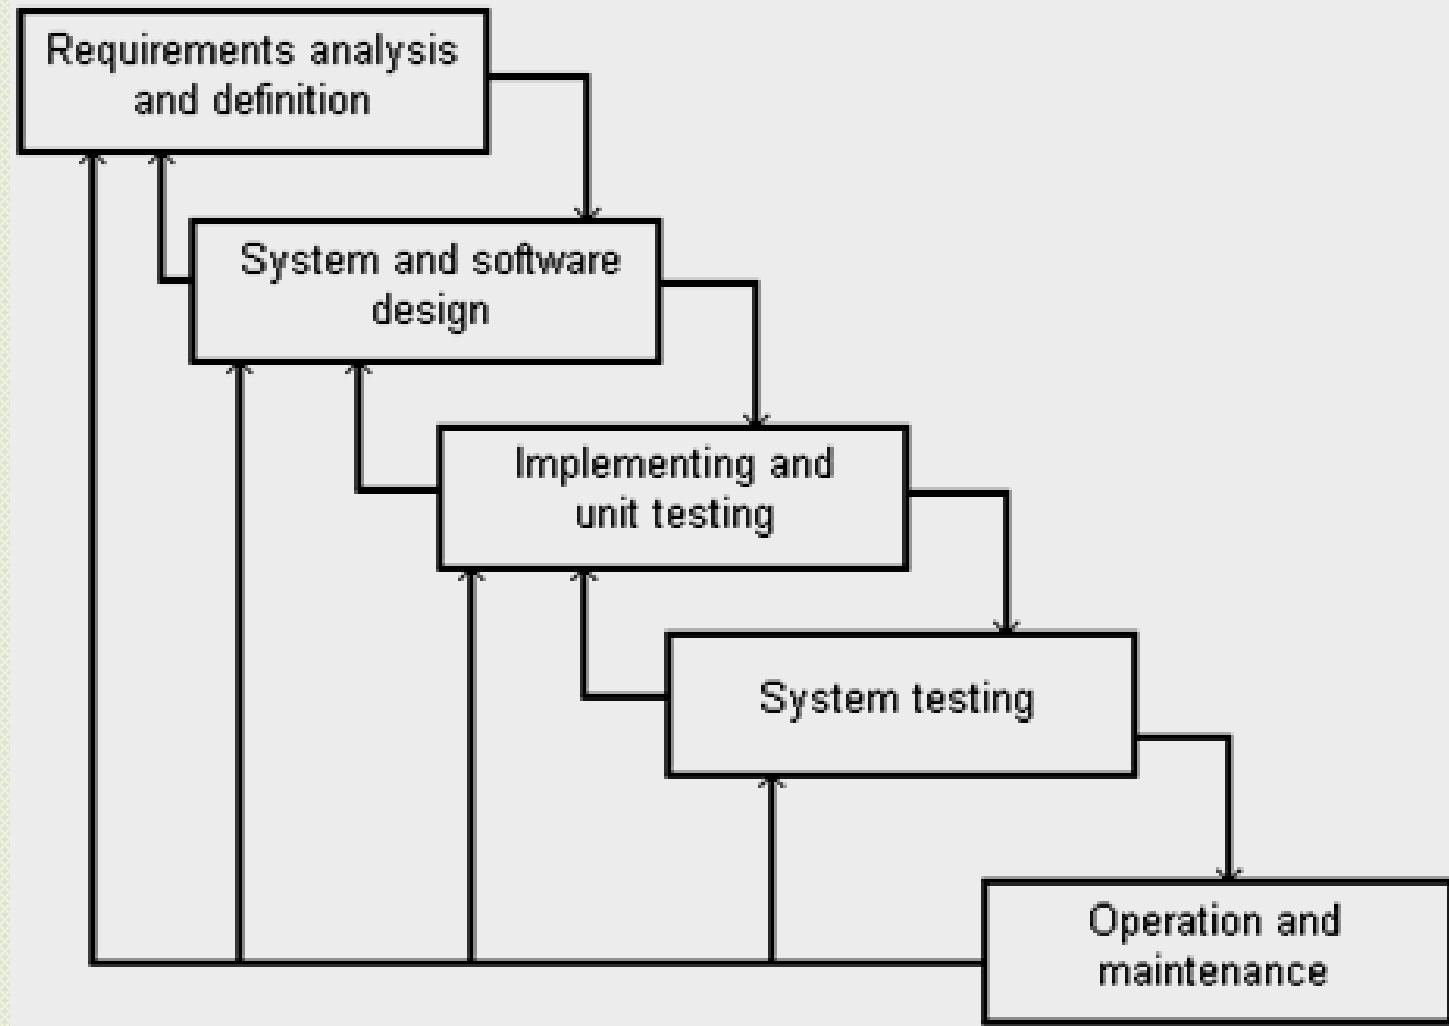 Requirements analysis
and definition
System and software
design
Implementing and
unit testing
System testing
Operation and
maintenance